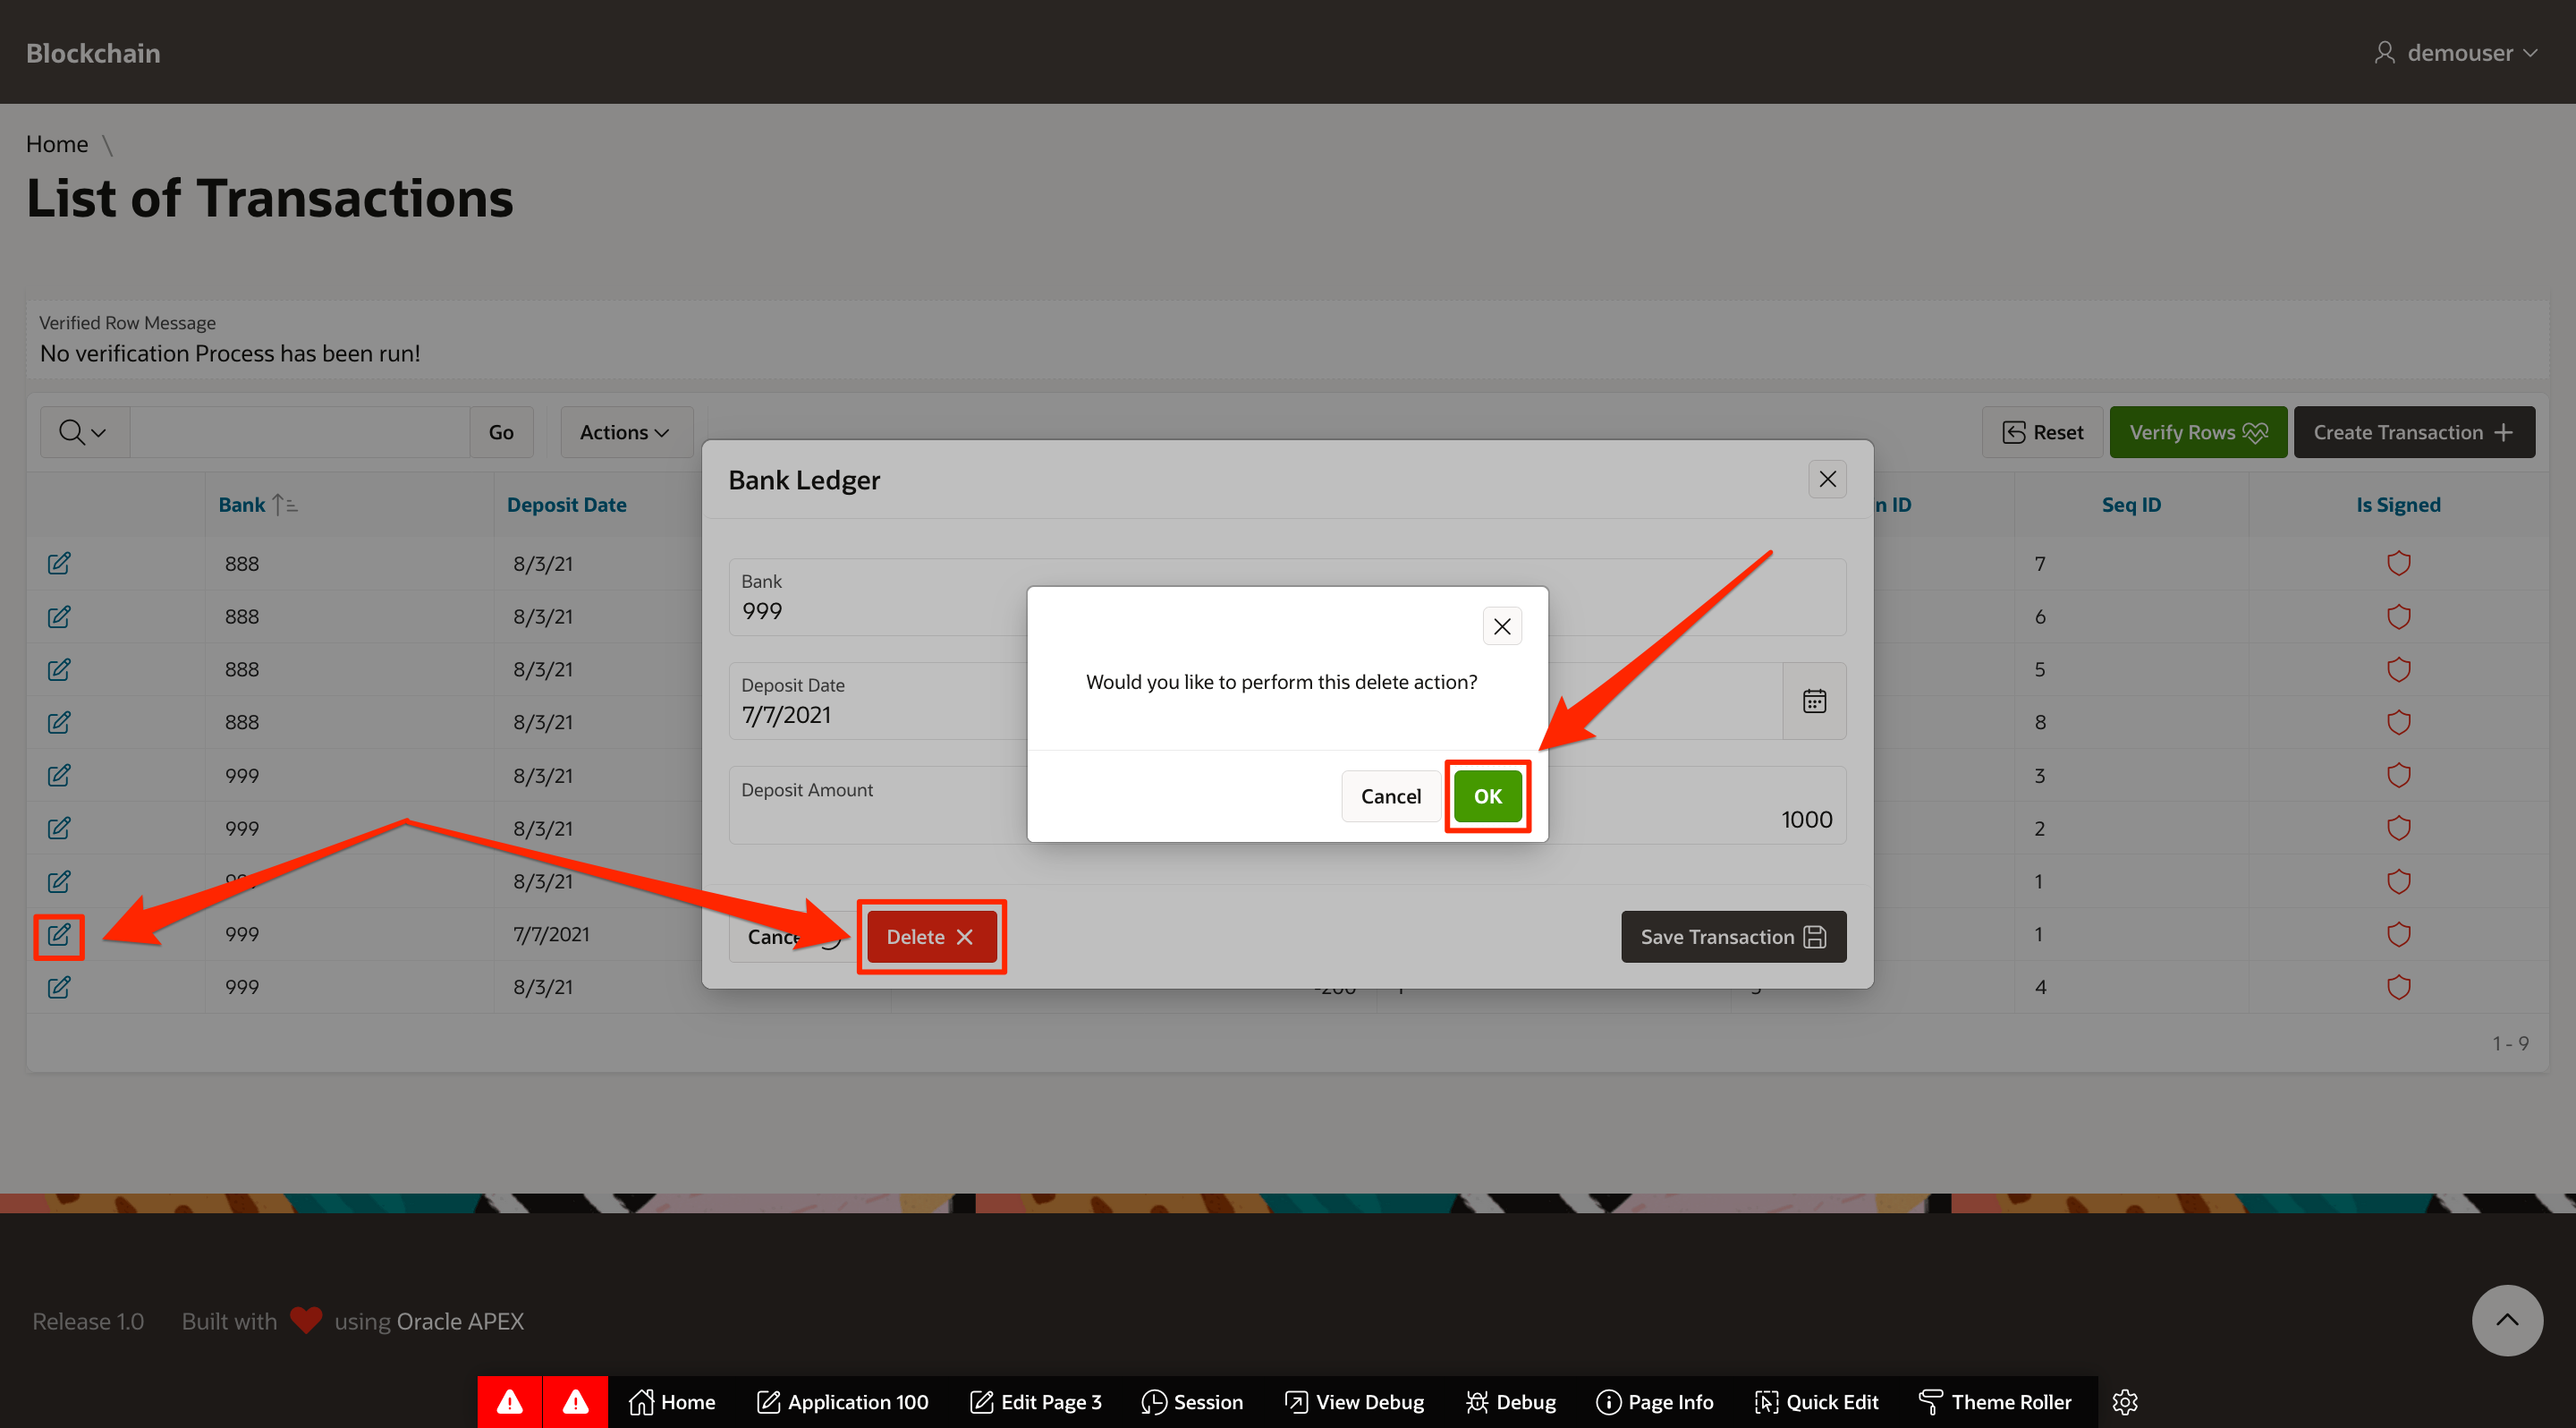 Blockchain
demouser
Home \
List of Transactions
Verified Row Message
No verification Process has been run!
Go
Actions
Reset
Verify Rows
Create Transaction
Bank
Deposit Date
n ID
Seq ID
Is Signed
888 8/3/21 7
888 8/3/21 6
888 8/3/21 5
888 8/3/21 8
999 8/3/21 3
999 8/3/21 2
8/3/21 1
999 7/7/2021 1
999 8/3/21 4
1 - 9
Bank Ledger
Bank
999
Deposit Date
7/7/2021
Deposit Amount
1000
Delete
Save Transaction
Would you like to perform this delete action?
Cancel
OK
Release 1.0
Built with
using Oracle APEX
Home
Application 100
Edit Page 3
Session
View Debug
Debug
Page Info
Quick Edit
Theme Roller